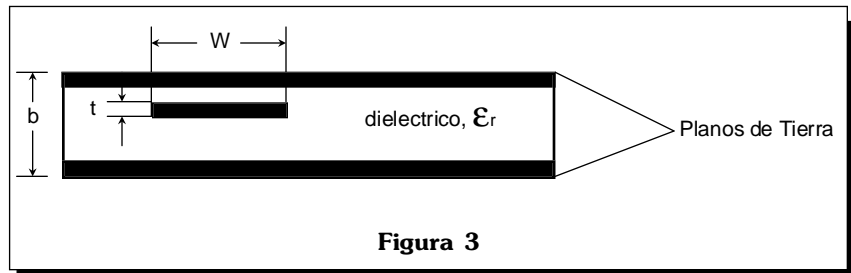 W
b
t
dielectrico, εr
Planos de Tierra
Figura 3